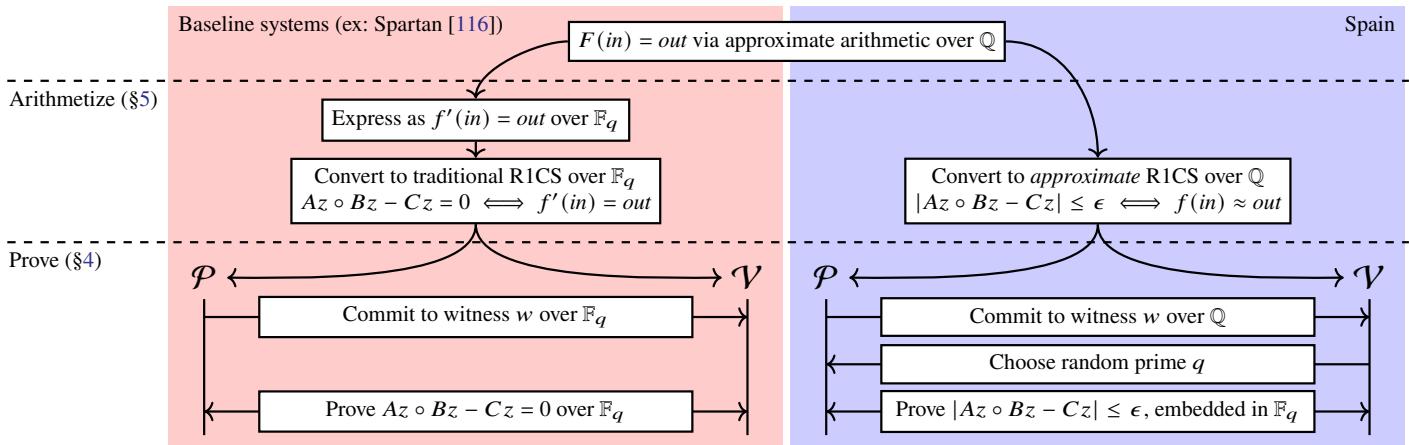 Baseline systems (ex: Spartan [116])
F(in) = out via approximate arithmetic over ℚ
Spain
Arithmetize (§5)
Express as f′(in) = out over 𝔽q
Convert to traditional R1CS over 𝔽q
Az ∘ Bz − Cz = 0 ⟺ f′(in) = out
Convert to approximate R1CS over ℚ
|Az ∘ Bz − Cz| ≤ ϵ ⟺ f(in) ≈ out
Prove (§4)
𝒫
𝒱
𝒫
𝒱
Commit to witness w over 𝔽q
Commit to witness w over ℚ
Choose random prime q
Prove Az ∘ Bz − Cz = 0 over 𝔽q
Prove |Az ∘ Bz − Cz| ≤ ϵ, embedded in 𝔽q